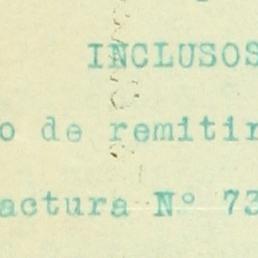 INCLUSOS
o de remitir
actura Nº 73